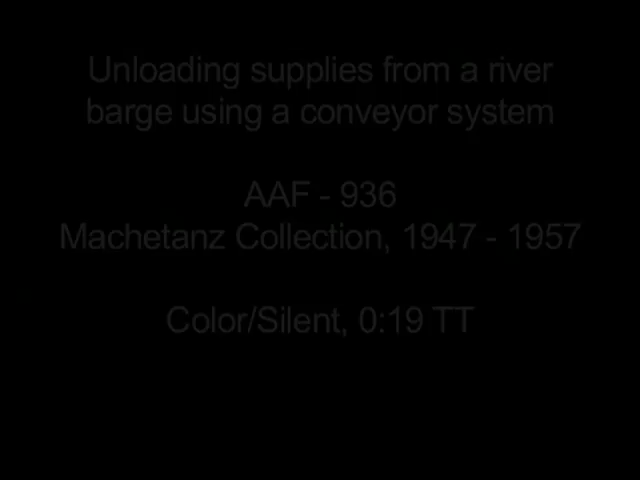 Unloading supplies from a river
barge using a conveyor system
AAF - 936
Machetanz Collection, 1947 - 1957
Color/Silent, 0:19 TT